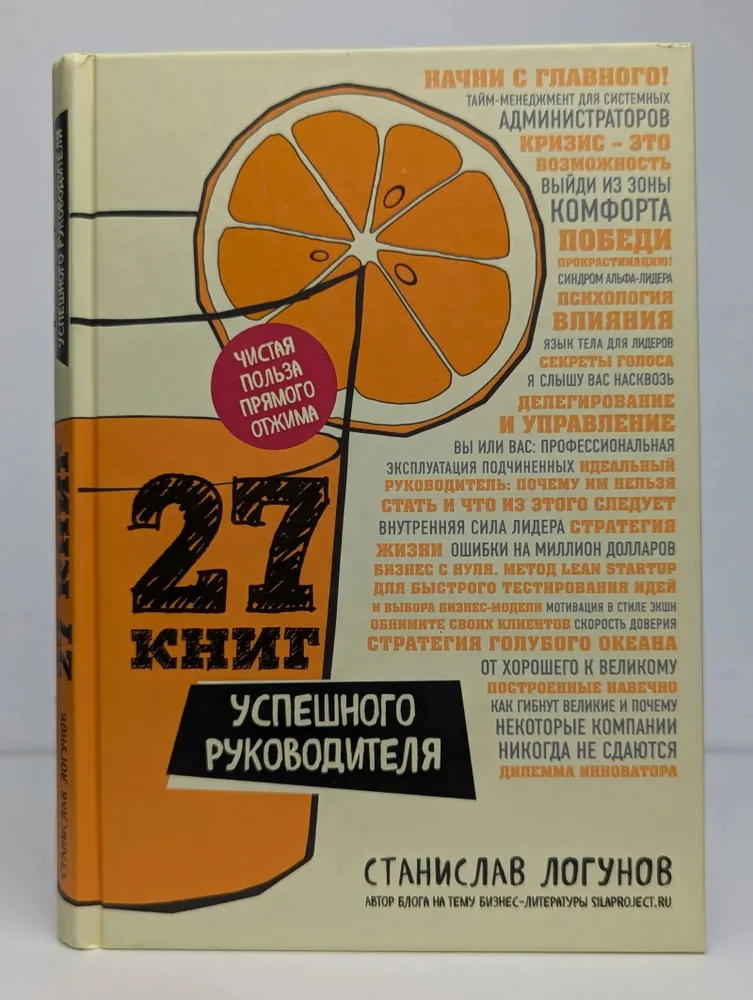 НАЧНИ С ГЛАВНОГО!
ТАЙМ-МЕНЕДЖМЕНТ ДЛЯ СИСТЕМНЫХ
АДМИНИСТРАТОРОВ
КРИЗИС – ЭТО
ВОЗМОЖНОСТЬ
ВЫЙДИ ИЗ ЗОНЫ
КОМФОРТА
ПОБЕДИ
ПРОКРАСТИНАЦИЮ!
СИНДРОМ АЛЬФА-ЛИДЕРА
ПСИХОЛОГИЯ
ВЛИЯНИЯ
ЯЗЫК ТЕЛА ДЛЯ ЛИДЕРОВ
СЕКРЕТЫ ГОЛОСА
Я СЛЫШУ ВАС НАСКВОЗЬ
ДЕЛЕГИРОВАНИЕ
И УПРАВЛЕНИЕ
ВЫ ИЛИ ВАС: ПРОФЕССИОНАЛЬНАЯ
ЭКСПЛУАТАЦИЯ ПОДЧИНЕННЫХ ИДЕАЛЬНЫЙ
РУКОВОДИТЕЛЬ: ПОЧЕМУ ИМ НЕЛЬЗЯ
СТАТЬ И ЧТО ИЗ ЭТОГО СЛЕДУЕТ
ВНУТРЕННЯЯ СИЛА ЛИДЕРА СТРАТЕГИЯ
ЖИЗНИ ОШИБКИ НА МИЛЛИОН ДОЛЛАРОВ
БИЗНЕС С НУЛЯ. МЕТОД LEAN STARTUP
ДЛЯ БЫСТРОГО ТЕСТИРОВАНИЯ ИДЕЙ
И ВЫБОРА БИЗНЕС-МОДЕЛИ МОТИВАЦИЯ В СТИЛЕ ЭКШН
ОБНИМИТЕ СВОИХ КЛИЕНТОВ СКОРОСТЬ ДОВЕРИЯ
СТРАТЕГИЯ ГОЛУБОГО ОКЕАНА
ОТ ХОРОШЕГО К ВЕЛИКОМУ
ПОСТРОЕННЫЕ НАВЕЧНО
КАК ГИБНУТ ВЕЛИКИЕ И ПОЧЕМУ
НЕКОТОРЫЕ КОМПАНИИ
НИКОГДА НЕ СДАЮТСЯ
ДИЛЕММА ИННОВАТОРА
ЧИСТАЯ
ПОЛЬЗА
ПРЯМОГО
ОТЖИМА
27
КНИГ
УСПЕШНОГО
РУКОВОДИТЕЛЯ
СТАНИСЛАВ ЛОГУНОВ
АВТОР БЛОГА НА ТЕМУ БИЗНЕС-ЛИТЕРАТУРЫ SILAPROJECT.RU
СТАНИСЛАВ ЛОГУНОВ 27 КНИГ УСПЕШНОГО РУКОВОДИТЕЛЯ